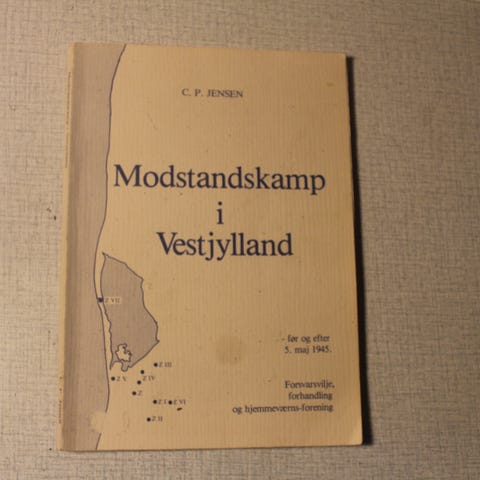 C. P. JENSEN
Modstandskamp
i
Vestjylland
- før og efter
5. maj 1945.
Forsvarsvilje,
forhandling
og hjemmeværns-forening
Z VII
Z III
Z V
Z IV
Z
Z I
Z VI
Z II